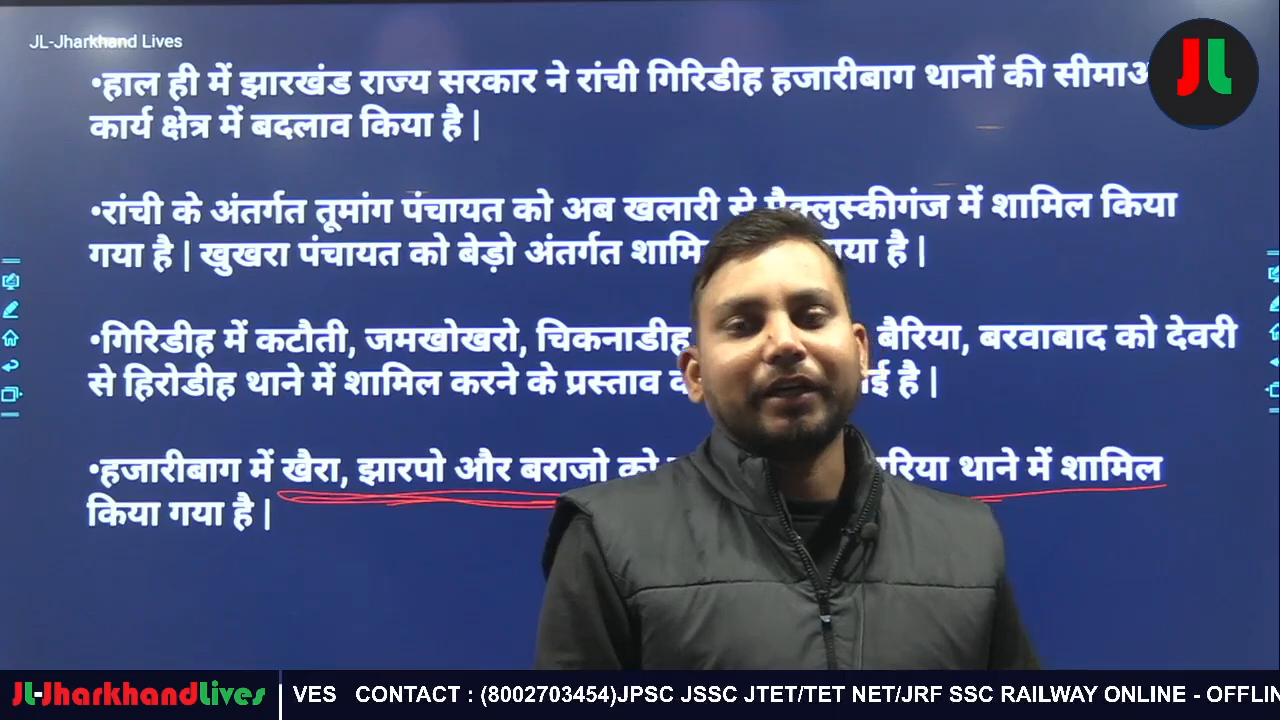 JL-Jharkhand Lives
•हाल ही में झारखंड राज्य सरकार ने रांची गिरिडीह हजारीबाग थानों की
कार्य क्षेत्र में बदलाव किया है |
JL
•रांची के अंतर्गत तूमांग पंचायत को अब खलारी से मैक्लुस्कीगंज में शामिल किया
गया है | खुखरा पंचायत को बेड़ो अंतर्गत गया है |
•गिरिडीह में कटौती, जमखोखरो, चिकनाडीह बैरिया, बरवाबाद को देवरी
से हिरोडीह थाने में शामिल करने के प्रस्ताव है |
•हजारीबाग में खैरा, झारपो और बराजो को थाने में शामिल
किया गया है |
JL-JharkhandLives VES CONTACT : (8002703454)JPSC JSSC JTET/TET NET/JRF SSC RAILWAY ONLINE -